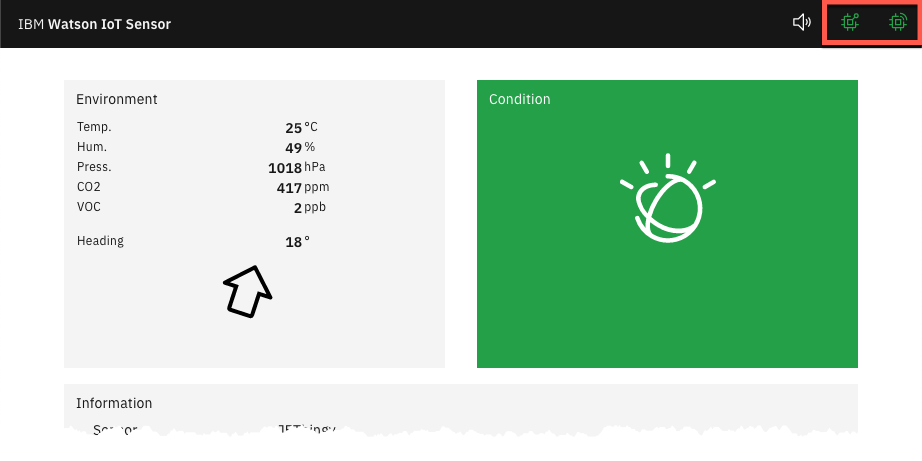 IBM Watson IoT Sensor
Environment
Temp. 25 °C
Hum. 49 %
Press. 1018 hPa
CO2 417 ppm
VOC 2 ppb
Heading 18 °
Condition
Information
Sensor